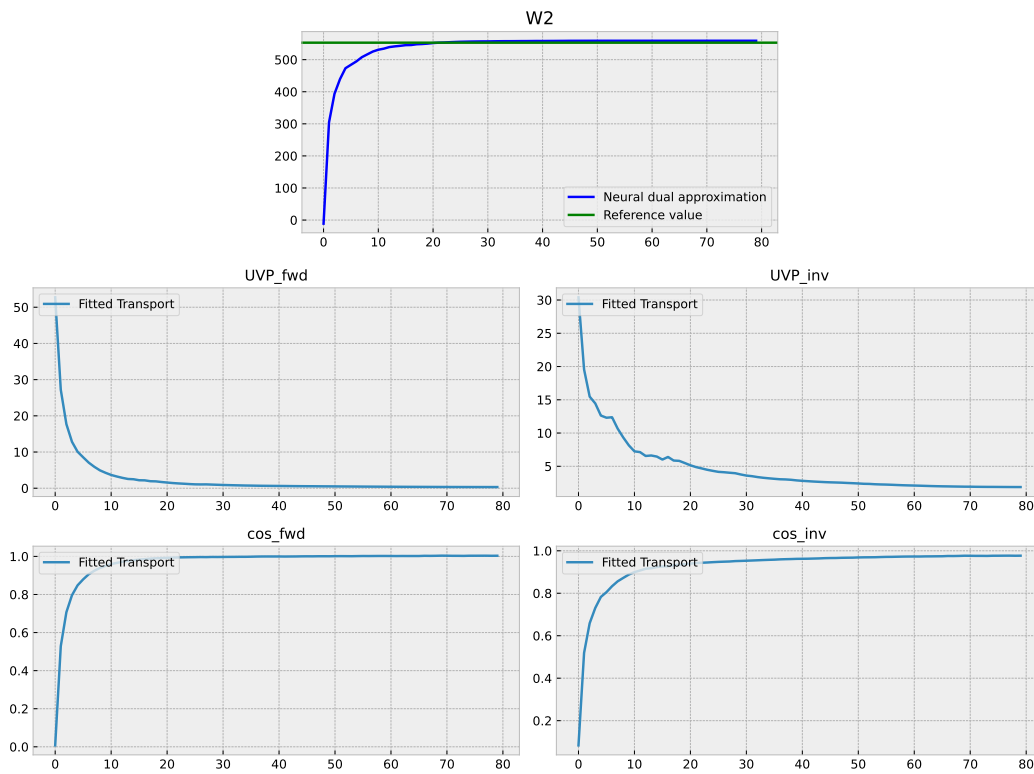 W2
500
400
300
200
100
0
0 10 20 30 40 50 60 70 80
Neural dual approximation
Reference value
UVP_fwd
50
40
30
20
10
0
Fitted Transport
0 10 20 30 40 50 60 70 80
UVP_inv
30
25
20
15
10
5
Fitted Transport
0 10 20 30 40 50 60 70 80
cos_fwd
1.0
0.8
0.6
0.4
0.2
0.0
Fitted Transport
0 10 20 30 40 50 60 70 80
cos_inv
1.0
0.8
0.6
0.4
0.2
Fitted Transport
0 10 20 30 40 50 60 70 80